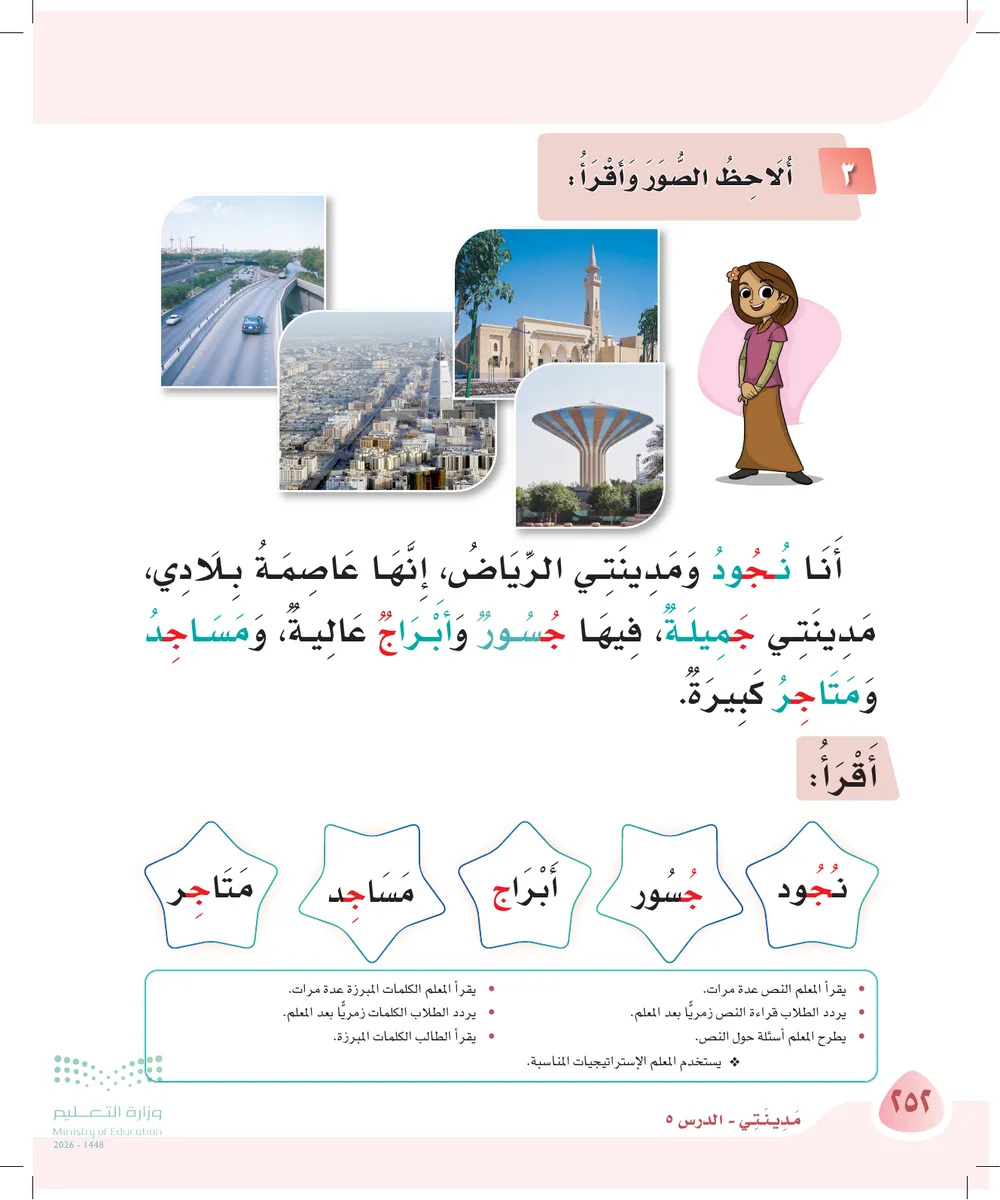 ٣
أُلَاحِظُ الصُّوَرَ وَأَقْرَأُ:
أَنَا نُجُودُ وَمَدِينَتِي الرِّيَاضُ، إِنَّهَا عَاصِمَةُ بِلَادِي،
مَدِينَتِي جَمِيلَةٌ، فِيهَا جُسُورٌ وَأَبْرَاجٌ عَالِيةٌ، وَمَسَاجِدُ
وَمَتَاجِرُ كَبِيرَةٌ.
أَقْرَأُ:
نُجُود جُسُور أَبْرَاج مَسَاجِد مَتَاجِر
• يقرأ المعلم النص عدة مرات.
• يردد الطلاب قراءة النص زمريًّا بعد المعلم.
• يطرح المعلم أسئلة حول النص.
• يقرأ المعلم الكلمات المبرزة عدة مرات.
• يردد الطلاب الكلمات زمريًّا بعد المعلم.
• يقرأ الطالب الكلمات المبرزة.
❖ يستخدم المعلم الإستراتيجيات المناسبة.
٢٥٢
مَدِينَتِي - الدرس ٥
وزارة التعـــليم
Ministry of Education
2026 - 1448